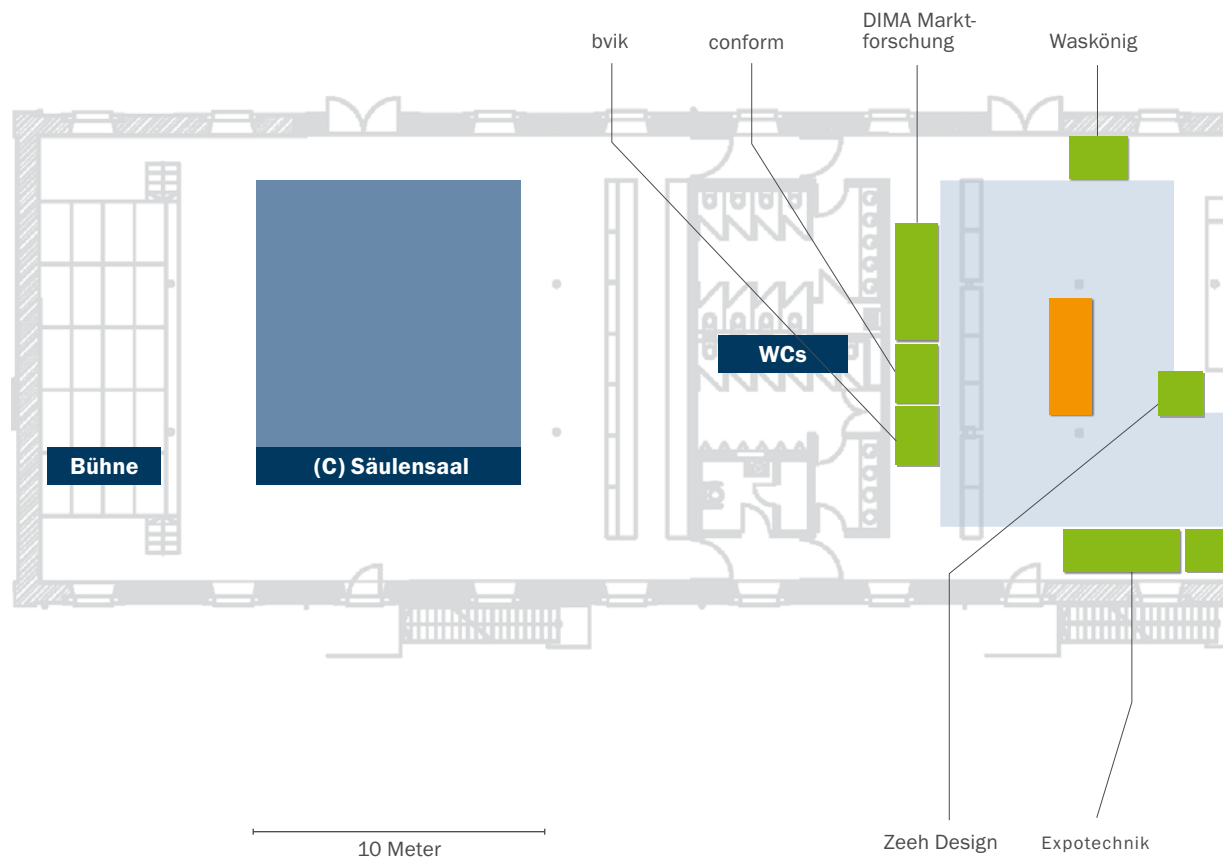 DIMA Markt-
forschung
bvik
conform
Waskönig
WCs
Bühne
(C) Säulensaal
10 Meter
Zeeh Design
Expotechnik